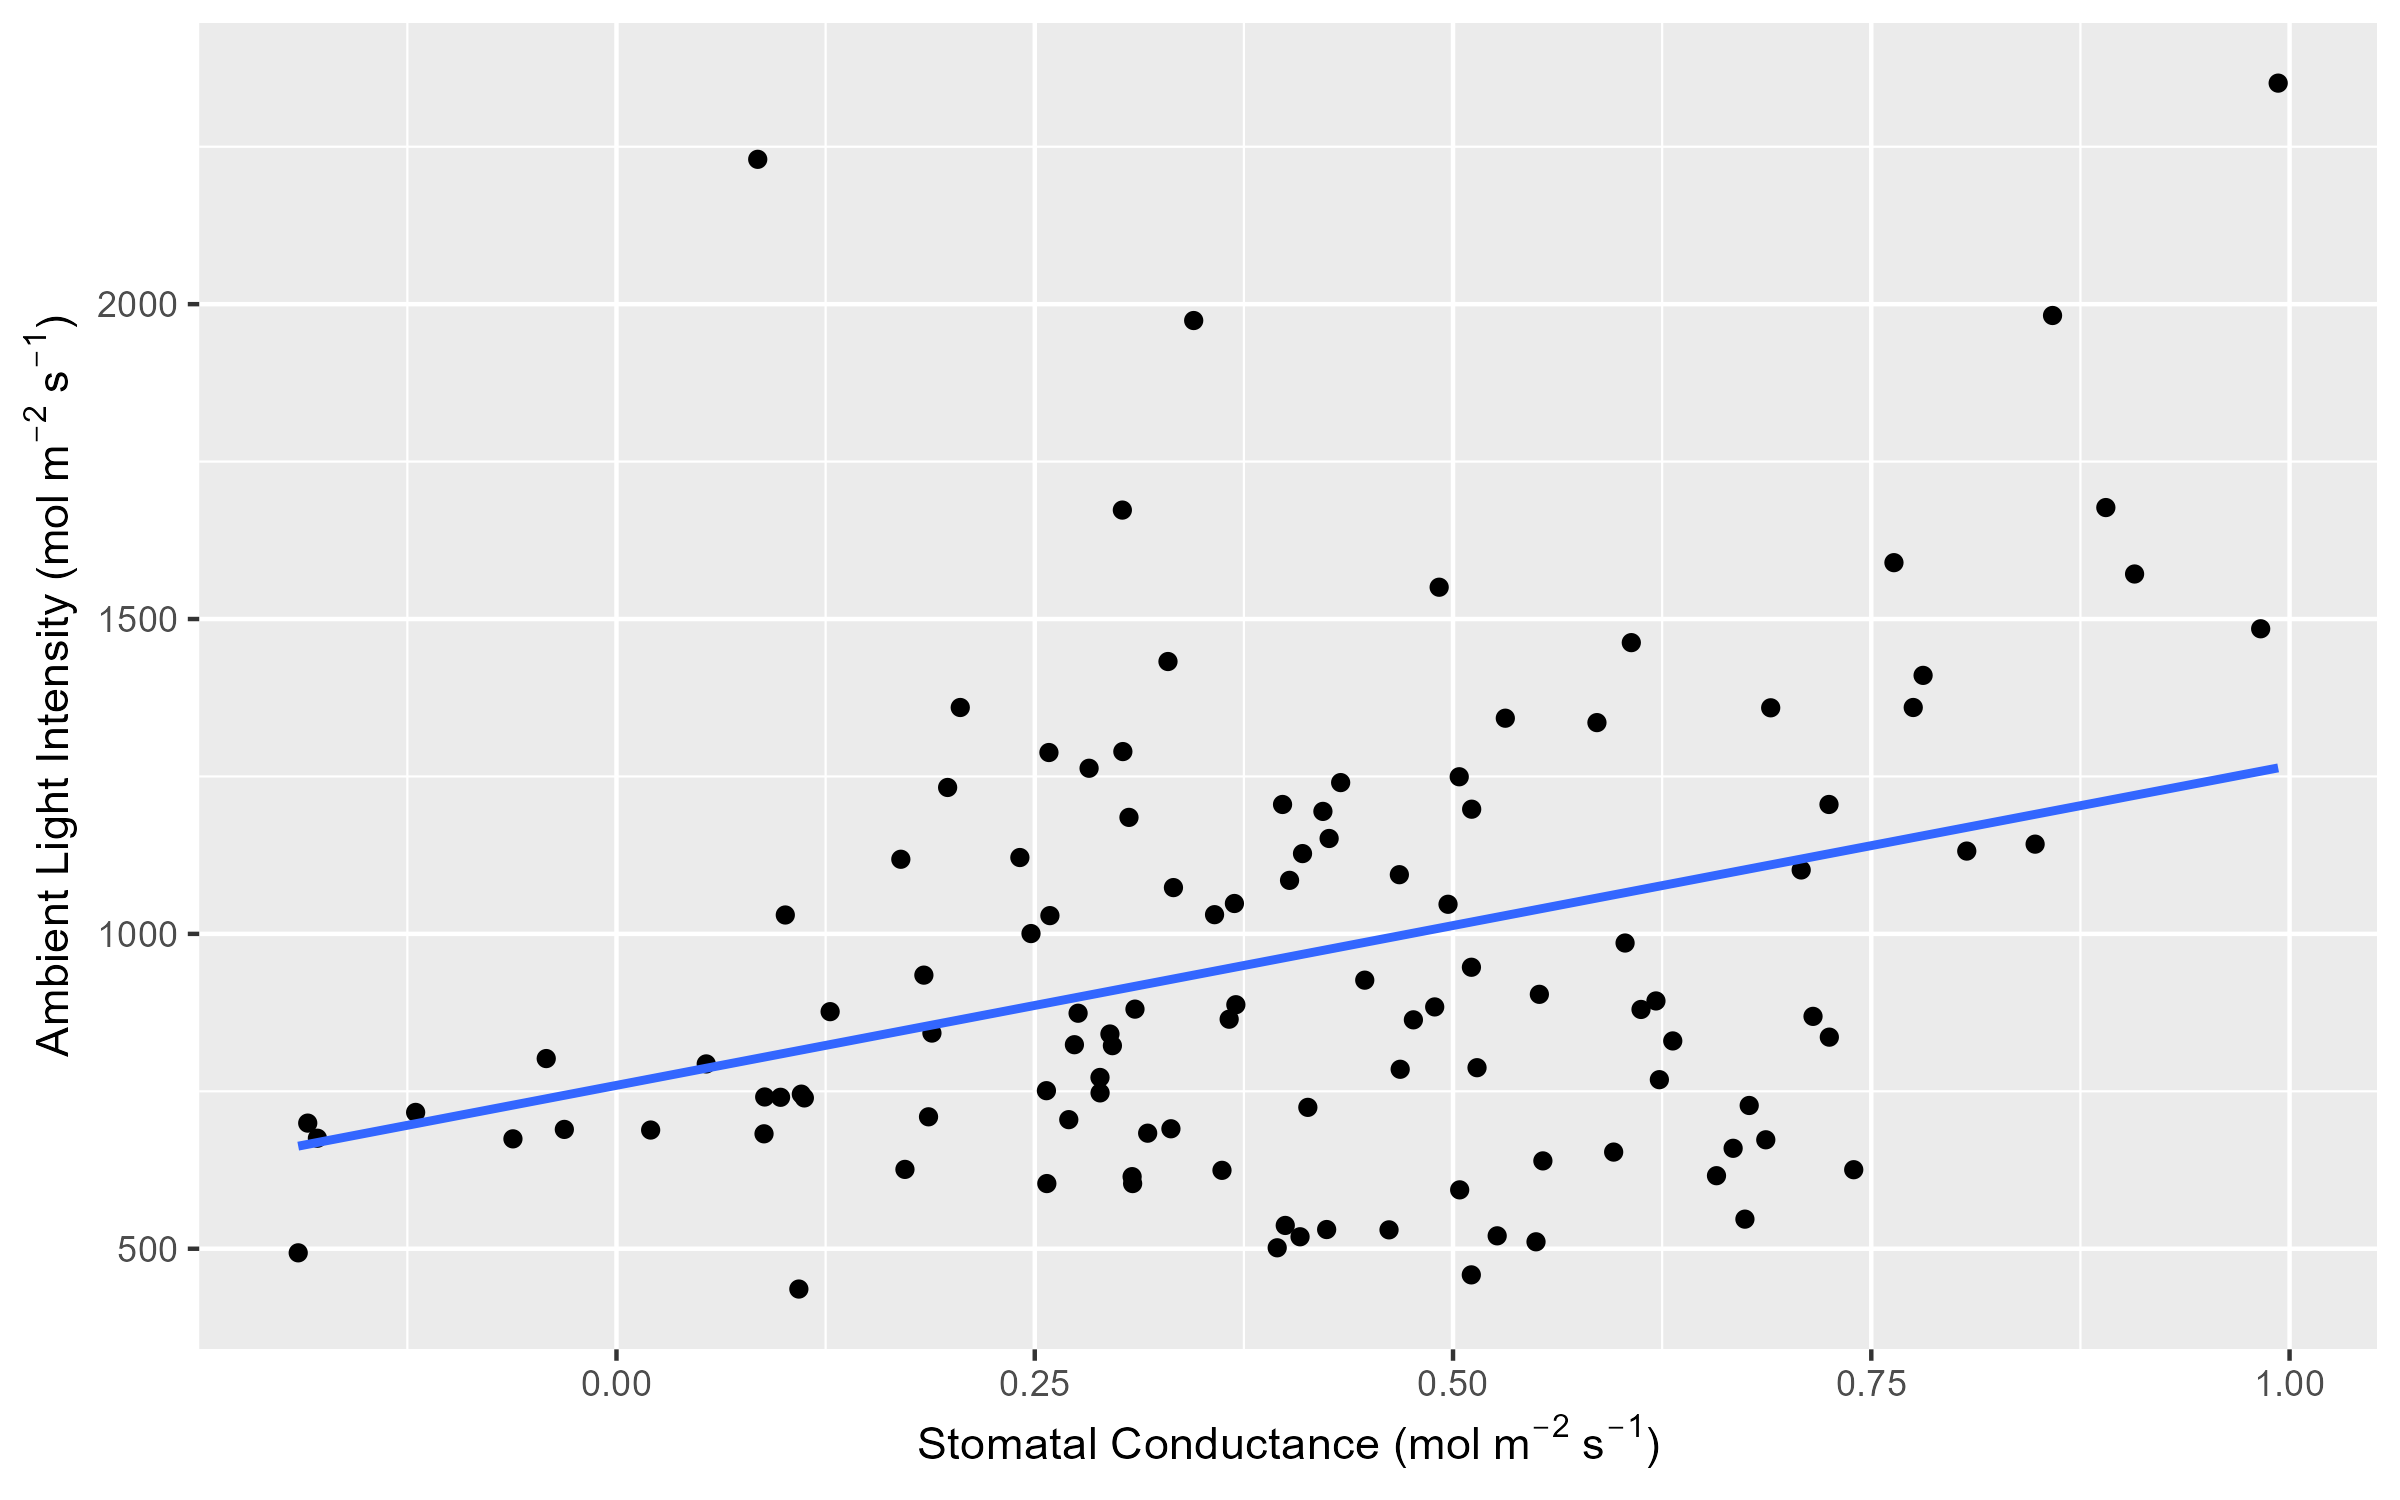 Ambient Light Intensity (mol m⁻² s⁻¹)
2000
1500
1000
500
0.00 0.25 0.50 0.75 1.00
Stomatal Conductance (mol m⁻² s⁻¹)